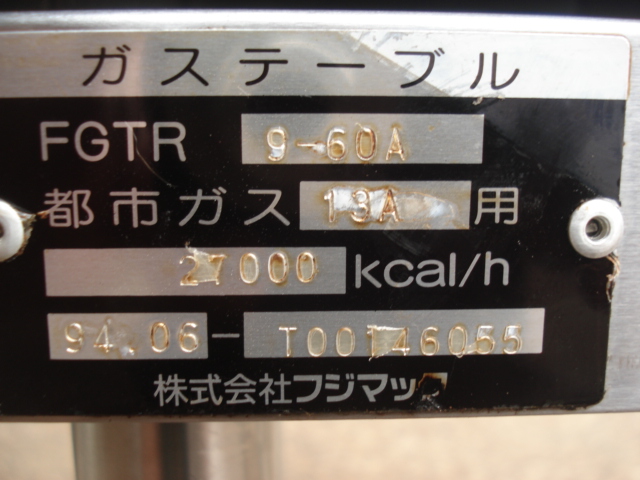 ガステーブル
FGTR 9-60A
都市ガス 13A 用
27000 kcal/h
94.06-T00146055
株式会社フジマック